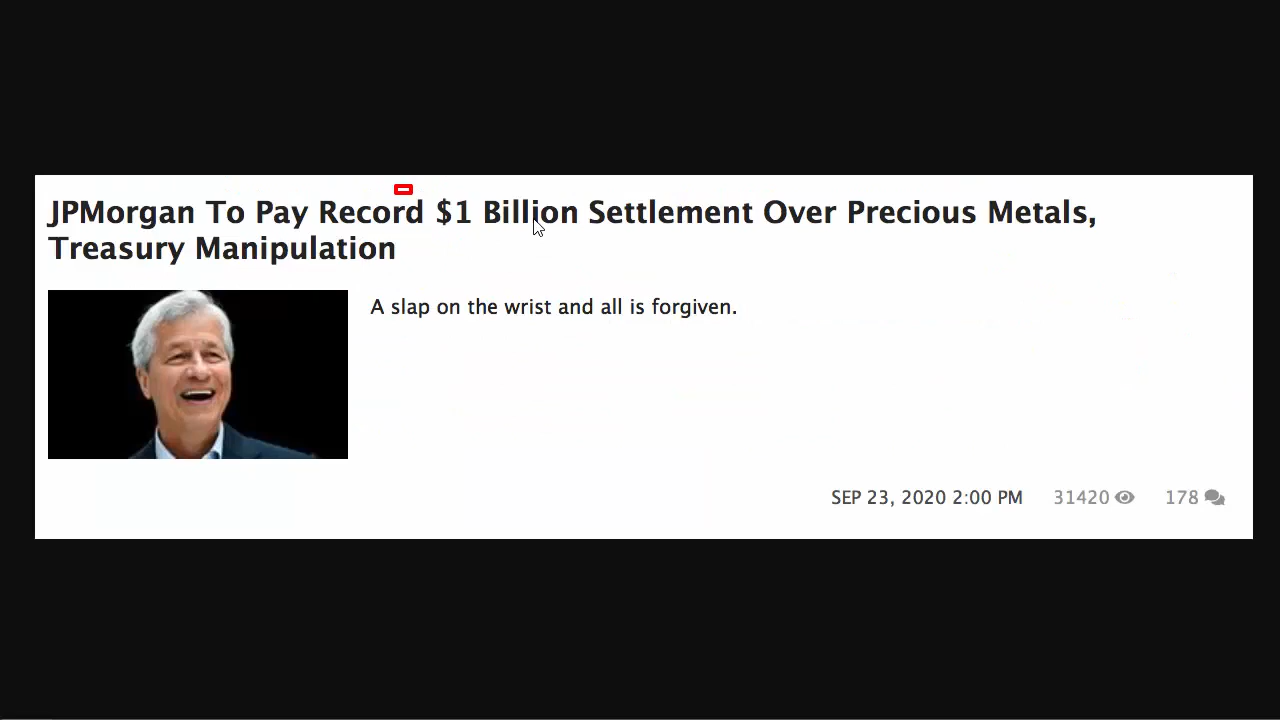 JPMorgan To Pay Record $1 Billion Settlement Over Precious Metals,
Treasury Manipulation
A slap on the wrist and all is forgiven.
SEP 23, 2020 2:00 PM 31420 178